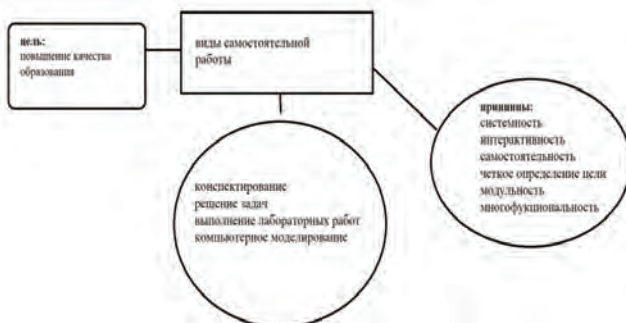 цель:
повышение качества
образования
виды самостоятельной
работы
конспектирование
решение задач
выполнение лабораторных работ
компьютерное моделирование
принципы:
системность
интерактивность
самостоятельность
четкое определение цели
модульность
многофукциональность